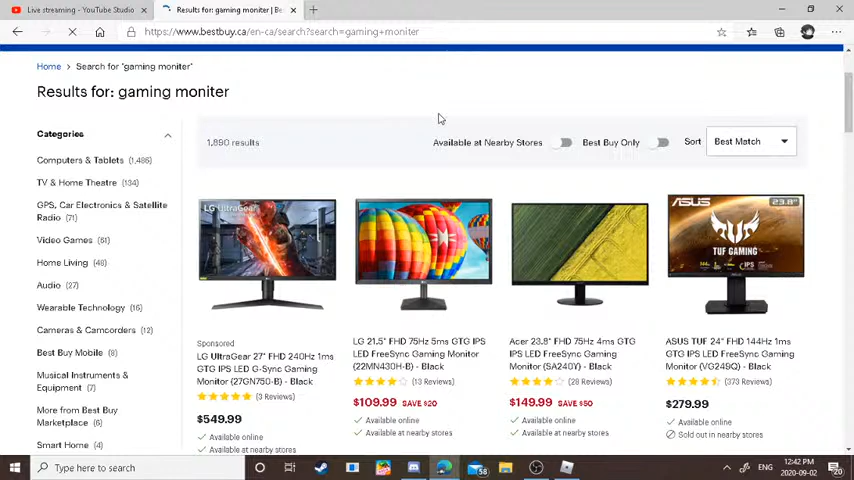 Live streaming - YouTube Studio
Results for: gaming moniter | Be
https://www.bestbuy.ca/en-ca/search?search=gaming+moniter
Home > Search for "gaming moniter"
Results for: gaming moniter
Categories
Computers & Tablets (1,486)
TV & Home Theatre (134)
GPS, Car Electronics & Satellite
Radio (71)
Video Games (61)
Home Living (48)
Audio (27)
Wearable Technology (16)
Cameras & Camcorders (12)
Best Buy Mobile (8)
Musical Instruments &
Equipment (7)
More from Best Buy
Marketplace (6)
Smart Home (4)
1,890 results
Available at Nearby Stores
Best Buy Only
Sort
Best Match
LG UltraGear
Sponsored
LG UltraGear 27" FHD 240Hz 1ms
GTG IPS LED G-Sync Gaming
Monitor (27GN750-B) - Black
(3 Reviews)
$549.99
Available online
Available at nearby stores
LG 21.5" FHD 75Hz 5ms GTG IPS
LED FreeSync Gaming Monitor
(22MN430H-B) - Black
(13 Reviews)
$109.99 SAVE $20
Available online
Available at nearby stores
Acer 23.8" FHD 75Hz 4ms GTG
IPS LED FreeSync Gaming
Monitor (SA240Y) - Black
(28 Reviews)
$149.99 SAVE $50
Available online
Available at nearby stores
ASUS
23.8"
TUF GAMING
IPS
ASUS TUF 24" FHD 144Hz 1ms
GTG IPS LED FreeSync Gaming
Monitor (VG249Q) - Black
(373 Reviews)
$279.99
Available online
Sold out in nearby stores
Type here to search
58
ENG
12:42 PM
2020-09-02
20